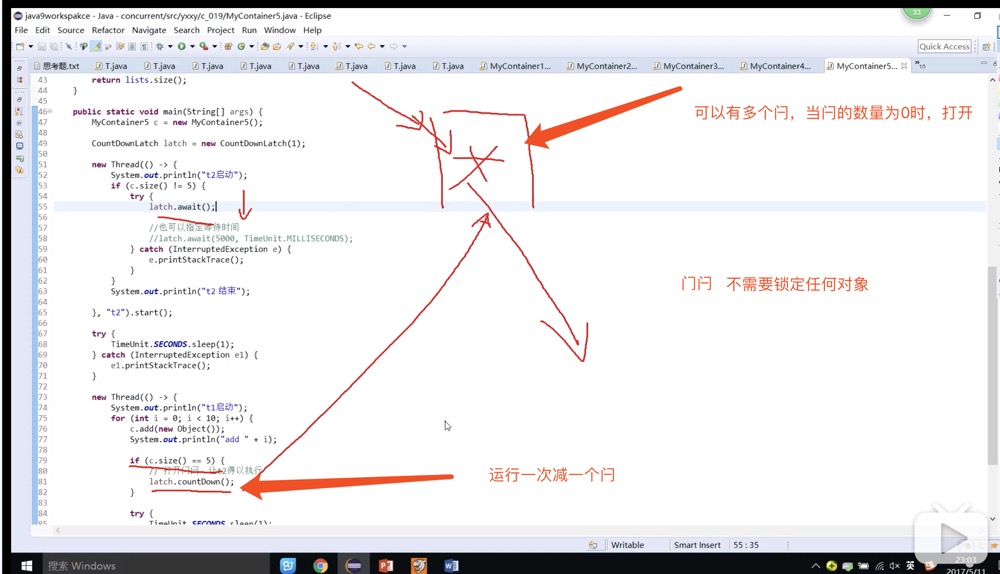 java9workspakce - Java - concurrent/src/yxxy/c_019/MyContainer5.java - Eclipse
33
File Edit Source Refactor Navigate Search Project Run Window Help
Quick Access
思考题.txt T.java T.java T.java T.java T.java T.java T.java T.java MyContainer1... MyContainer2... MyContainer3... MyContainer4... MyContainer5...
43 return lists.size();
44 }
45
46 public static void main(String[] args) {
47 MyContainer5 c = new MyContainer5();
48
49 CountDownLatch latch = new CountDownLatch(1);
50
51 new Thread(() -> {
52 System.out.println("t2启动");
53 if (c.size() != 5) {
54 try {
55 latch.await();
56
57 //也可以指定等待时间
58 //latch.await(5000, TimeUnit.MILLISECONDS);
59 } catch (InterruptedException e) {
60 e.printStackTrace();
61 }
62 }
63 System.out.println("t2 结束");
64
65 }, "t2").start();
66
67 try {
68 TimeUnit.SECONDS.sleep(1);
69 } catch (InterruptedException e1) {
70 e1.printStackTrace();
71 }
72
73 new Thread(() -> {
74 System.out.println("t1启动");
75 for (int i = 0; i < 10; i++) {
76 c.add(new Object());
77 System.out.println("add " + i);
78
79 if (c.size() == 5) {
80 // 打开门闩，让t2得以执行
81 latch.countDown();
82 }
83
84 try {
85 TimeUnit.SECONDS.sleep(1);
可以有多个闩，当闩的数量为0时，打开
门闩 不需要锁定任何对象
运行一次减一个闩
Writable Smart Insert 55 : 35
搜索 Windows
英
23:03
2017/5/11